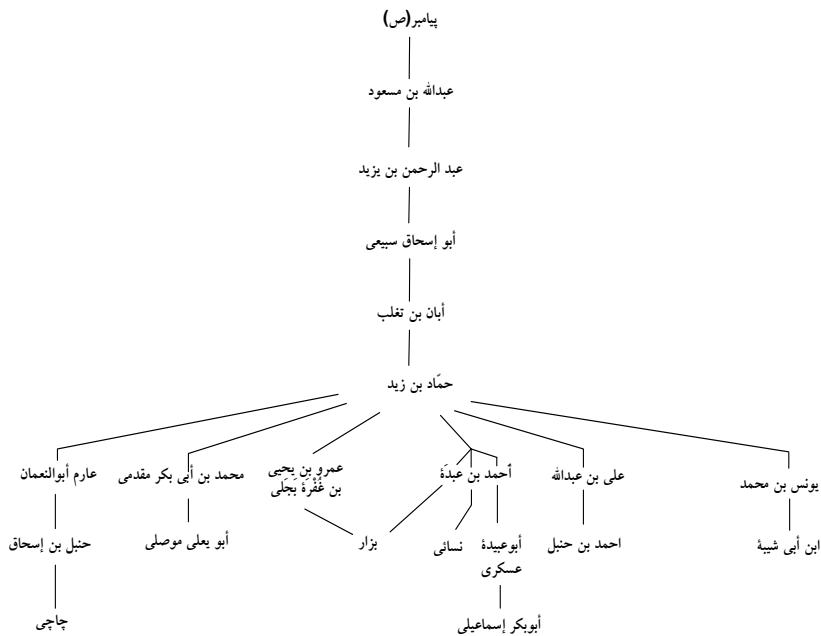 پیامبر(ص)
عبدالله بن مسعود
عبد الرحمن بن یزید
أبو إسحاق سبیعی
أبان بن تغلب
حمّاد بن زید
یونس بن محمد
علی بن عبدالله
أحمد بن عبدَة
عمرو بن یحیی
بن غُفْرَة بَجَلی
محمد بن أبی بکر مقدمی
عارم أبوالنعمان
ابن أبی شیبة
احمد بن حنبل
أبوعبیدة
عسکری
نسائی
بزار
أبو یعلی موصلی
حنبل بن إسحاق
أبوبکر إسماعیلی
چاچی